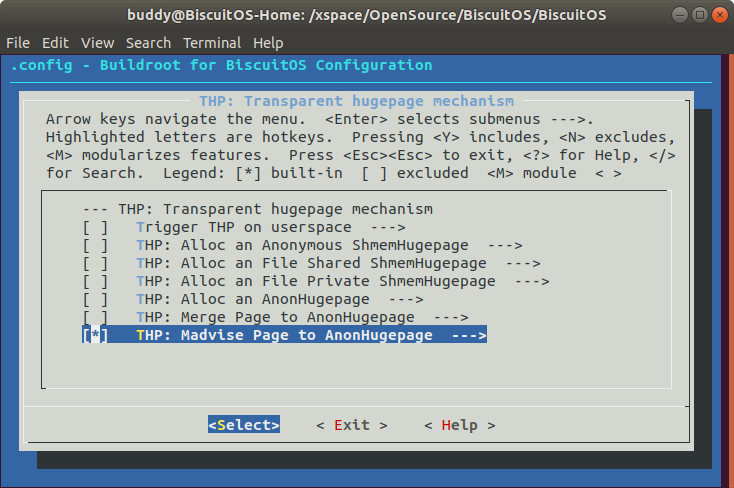 buddy@BiscuitOS-Home: /xspace/OpenSource/BiscuitOS/BiscuitOS
File Edit View Search Terminal Help
.config - Buildroot for BiscuitOS Configuration
THP: Transparent hugepage mechanism
Arrow keys navigate the menu.  <Enter> selects submenus --->.
Highlighted letters are hotkeys.  Pressing <Y> includes, <N> excludes,
<M> modularizes features.  Press <Esc><Esc> to exit, <?> for Help, </>
for Search.  Legend: [*] built-in  [ ] excluded  <M> module  < >
--- THP: Transparent hugepage mechanism
[ ]   Trigger THP on userspace  --->
[ ]   THP: Alloc an Anonymous ShmemHugepage  --->
[ ]   THP: Alloc an File Shared ShmemHugepage  --->
[ ]   THP: Alloc an File Private ShmemHugepage  --->
[ ]   THP: Alloc an AnonHugepage  --->
[ ]   THP: Merge Page to AnonHugepage  --->
[*]   THP: Madvise Page to AnonHugepage  --->
<Select>    < Exit >    < Help >